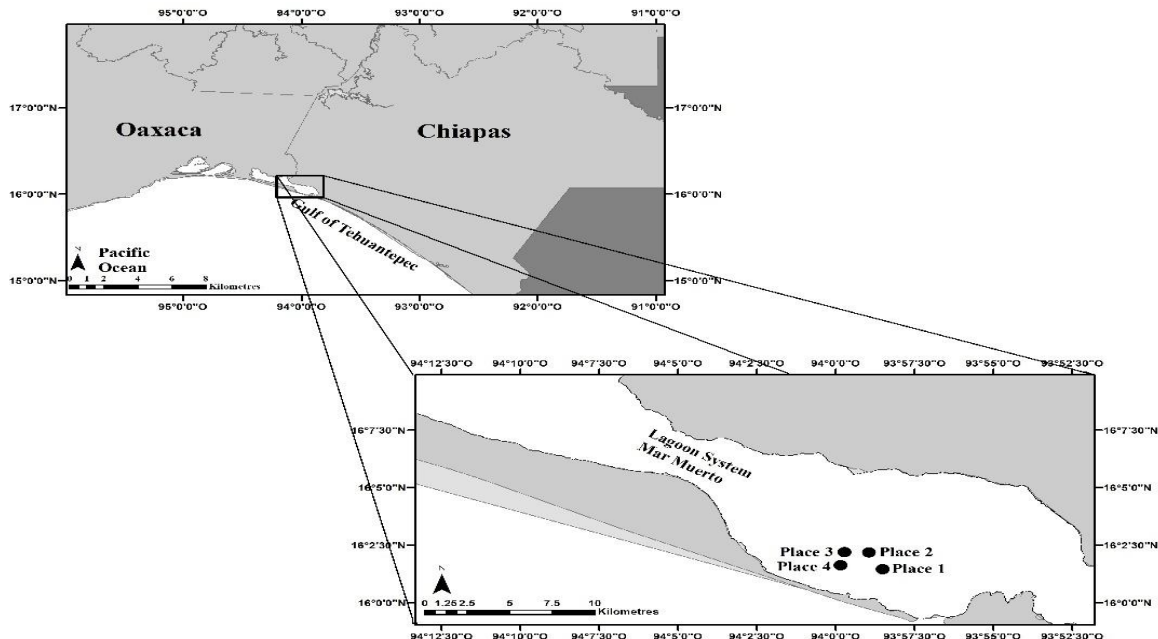 95°0'0"O 94°0'0"O 93°0'0"O 92°0'0"O 91°0'0"O
17°0'0"N 17°0'0"N
Oaxaca Chiapas
16°0'0"N 16°0'0"N
Gulf of Tehuantepec
N Pacific
Ocean
0 1 2 4 6 8
Kilometres
15°0'0"N 15°0'0"N
95°0'0"O 94°0'0"O 93°0'0"O 92°0'0"O 91°0'0"O
94°12'30"O 94°10'0"O 94°7'30"O 94°5'0"O 94°2'30"O 94°0'0"O 93°57'30"O 93°55'0"O 93°52'30"O
16°7'30"N 16°7'30"N
Lagoon System
Mar Muerto
16°5'0"N 16°5'0"N
16°2'30"N Place 3 Place 2 16°2'30"N
Place 4 Place 1
N
0 1.25 2.5 5 7.5 10
Kilometres
16°0'0"N 16°0'0"N
94°12'30"O 94°10'0"O 94°7'30"O 94°5'0"O 94°2'30"O 94°0'0"O 93°57'30"O 93°55'0"O 93°52'30"O